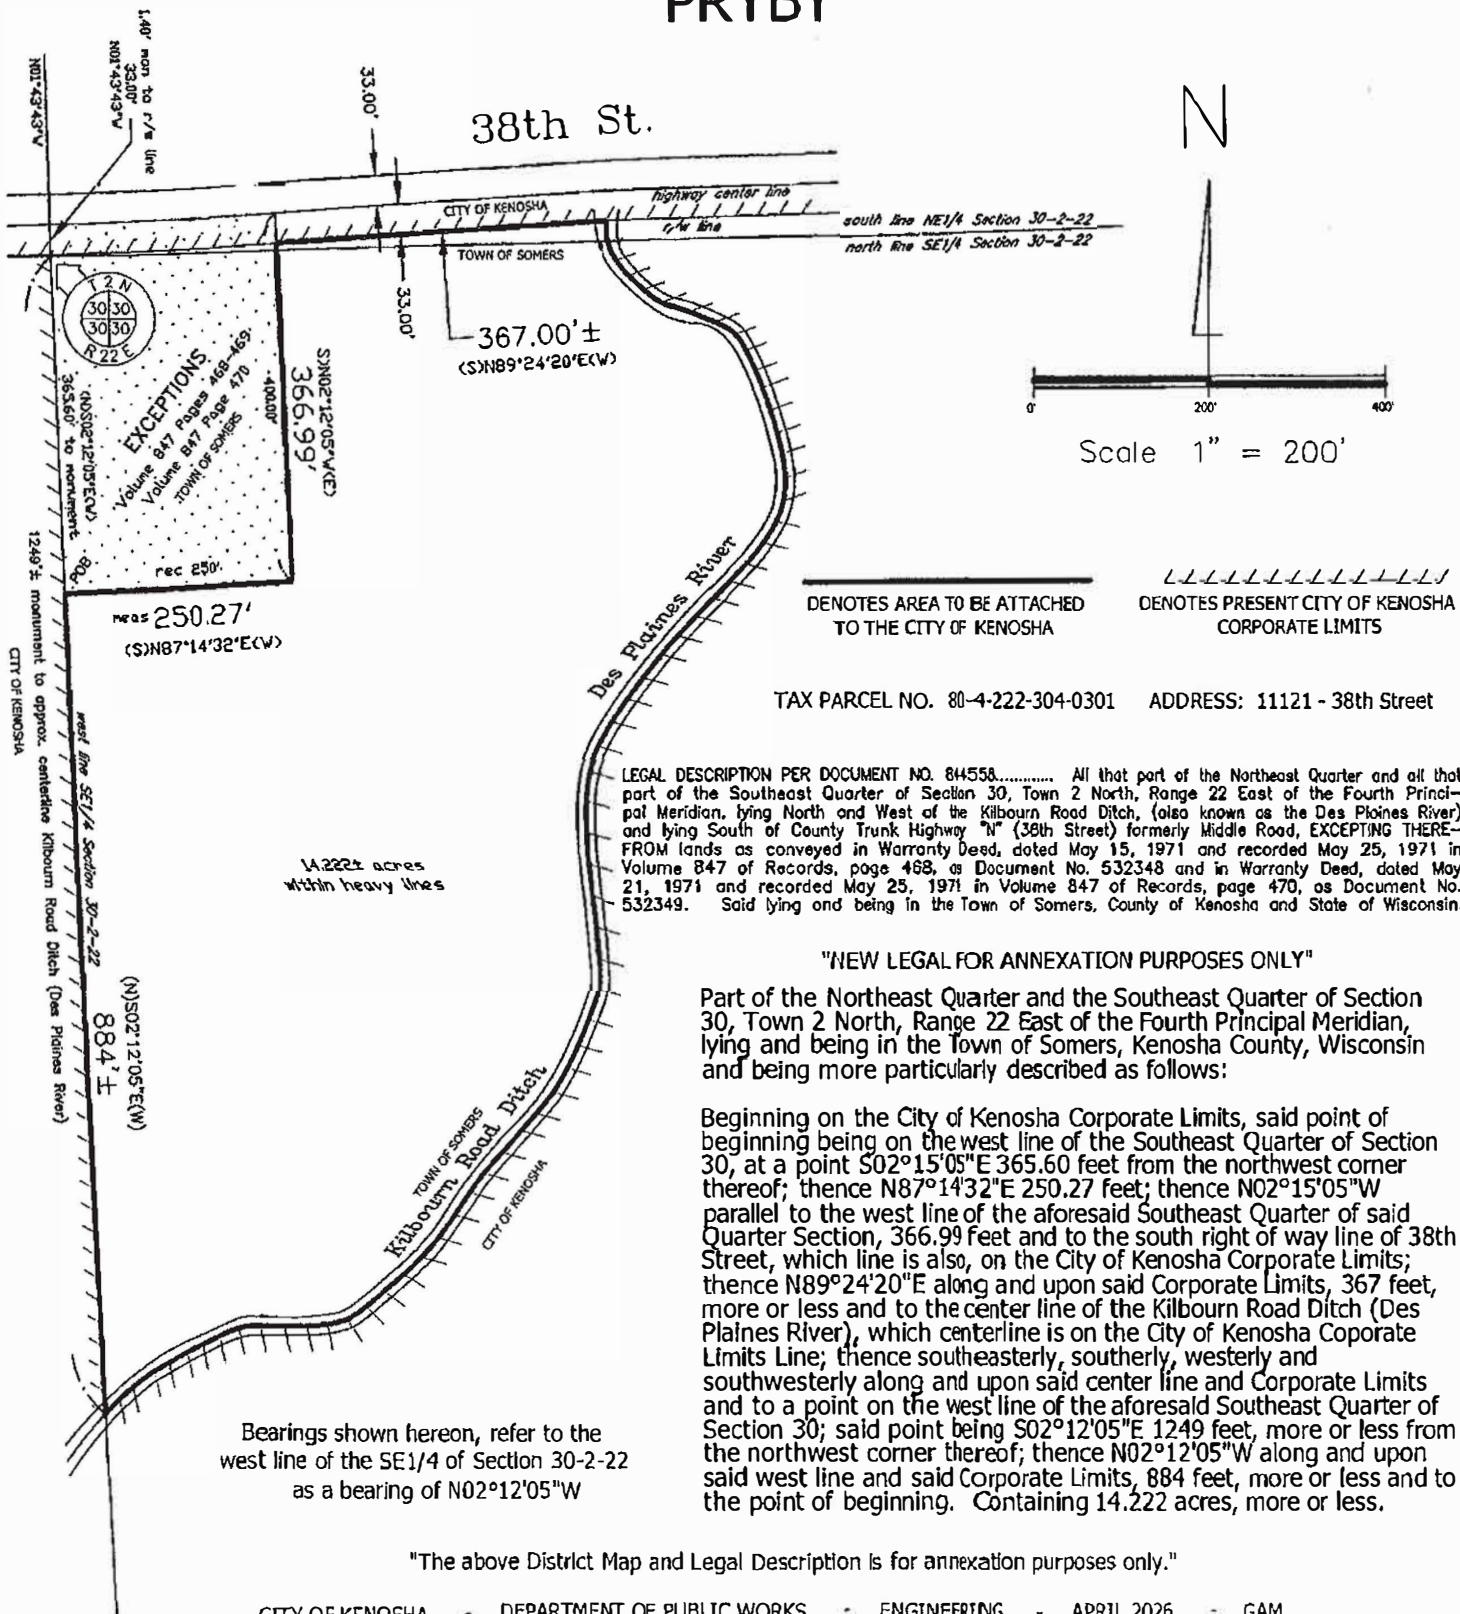 PRYBY
1.40' mon to r/w line
33.00'
N01°43'43"W
N01°43'43"W
33.00'
38th St.
N
highway center line
CITY OF KENOSHA
r/w line
south line NE1/4 Section 30-2-22
north line SE1/4 Section 30-2-22
TOWN OF SOMERS
33.00'
367.00'±
(S)N89°24'20"E(W)
T 2 N
30 30
30 30
R 22 E
EXCEPTIONS
Volume 847 Pages 468-469
Volume 847 Page 470
TOWN OF SOMERS
400.00'
S)N02°12'05"W(E)
366.99'
(N)S02°12'05"E(W)
365.60' to monument
POB
rec 250'
meas 250.27'
(S)N87°14'32"E(W)
0' 200' 400'
Scale 1" = 200'
DENOTES AREA TO BE ATTACHED
TO THE CITY OF KENOSHA
DENOTES PRESENT CITY OF KENOSHA
CORPORATE LIMITS
Des Plaines River
TAX PARCEL NO. 80-4-222-304-0301 ADDRESS: 11121 - 38th Street
CITY OF KENOSHA
1249'± monument to approx. centerline Kilbourn Road Ditch (Des Plaines River)
west line SE1/4 Section 30-2-22
(N)S02°12'05"E(W)
884'±
14.222± acres
within heavy lines
LEGAL DESCRIPTION PER DOCUMENT NO. 844558............ All that part of the Northeast Quarter and all that
part of the Southeast Quarter of Section 30, Town 2 North, Range 22 East of the Fourth Princi-
pal Meridian, lying North and West of the Kilbourn Road Ditch, (also known as the Des Plaines River)
and lying South of County Trunk Highway "N" (38th Street) formerly Middle Road, EXCEPTING THERE-
FROM lands as conveyed in Warranty Deed, dated May 15, 1971 and recorded May 25, 1971 in
Volume 847 of Records, page 468, as Document No. 532348 and in Warranty Deed, dated May
21, 1971 and recorded May 25, 1971 in Volume 847 of Records, page 470, as Document No.
532349. Said lying and being in the Town of Somers, County of Kenosha and State of Wisconsin.
"NEW LEGAL FOR ANNEXATION PURPOSES ONLY"
Part of the Northeast Quarter and the Southeast Quarter of Section
30, Town 2 North, Range 22 East of the Fourth Principal Meridian,
lying and being in the Town of Somers, Kenosha County, Wisconsin
and being more particularly described as follows:
Beginning on the City of Kenosha Corporate Limits, said point of
beginning being on the west line of the Southeast Quarter of Section
30, at a point S02°15'05"E 365.60 feet from the northwest corner
thereof; thence N87°14'32"E 250.27 feet; thence N02°15'05"W
parallel to the west line of the aforesaid Southeast Quarter of said
Quarter Section, 366.99 feet and to the south right of way line of 38th
Street, which line is also, on the City of Kenosha Corporate Limits;
thence N89°24'20"E along and upon said Corporate Limits, 367 feet,
more or less and to the center line of the Kilbourn Road Ditch (Des
Plaines River), which centerline is on the City of Kenosha Coporate
Limits Line; thence southeasterly, southerly, westerly and
southwesterly along and upon said center line and Corporate Limits
and to a point on the west line of the aforesaid Southeast Quarter of
Section 30; said point being S02°12'05"E 1249 feet, more or less from
the northwest corner thereof; thence N02°12'05"W along and upon
said west line and said Corporate Limits, 884 feet, more or less and to
the point of beginning. Containing 14.222 acres, more or less.
TOWN OF SOMERS
Kilbourn Road Ditch
CITY OF KENOSHA
Bearings shown hereon, refer to the
west line of the SE1/4 of Section 30-2-22
as a bearing of N02°12'05"W
"The above District Map and Legal Description is for annexation purposes only."
CITY OF KENOSHA - DEPARTMENT OF PUBLIC WORKS - ENGINEERING - APRIL 2026 - GAM